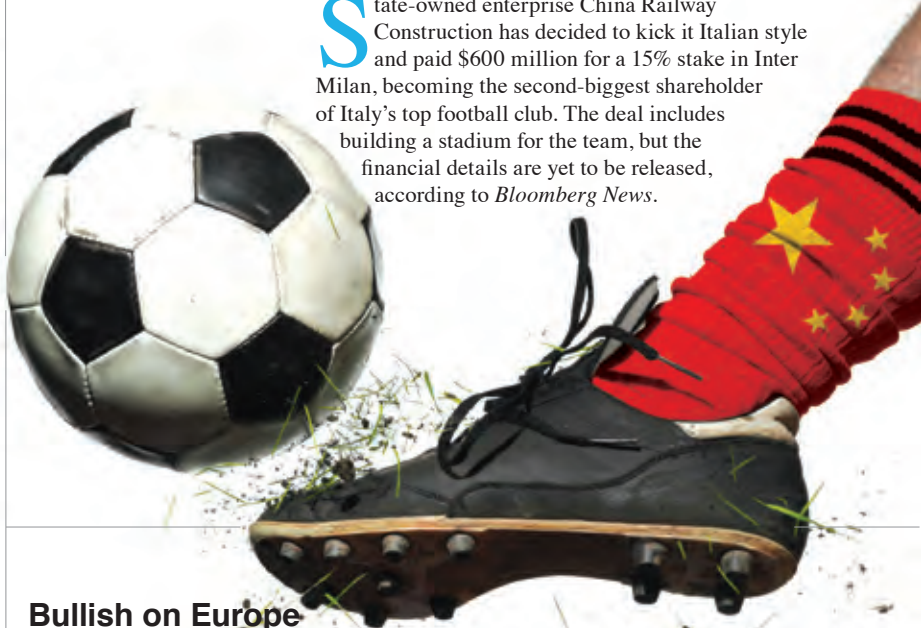 State-owned enterprise China Railway
Construction has decided to kick it Italian style
and paid $600 million for a 15% stake in Inter
Milan, becoming the second-biggest shareholder
of Italy’s top football club. The deal includes
building a stadium for the team, but the
financial details are yet to be released,
according to Bloomberg News.
Bullish on Europe